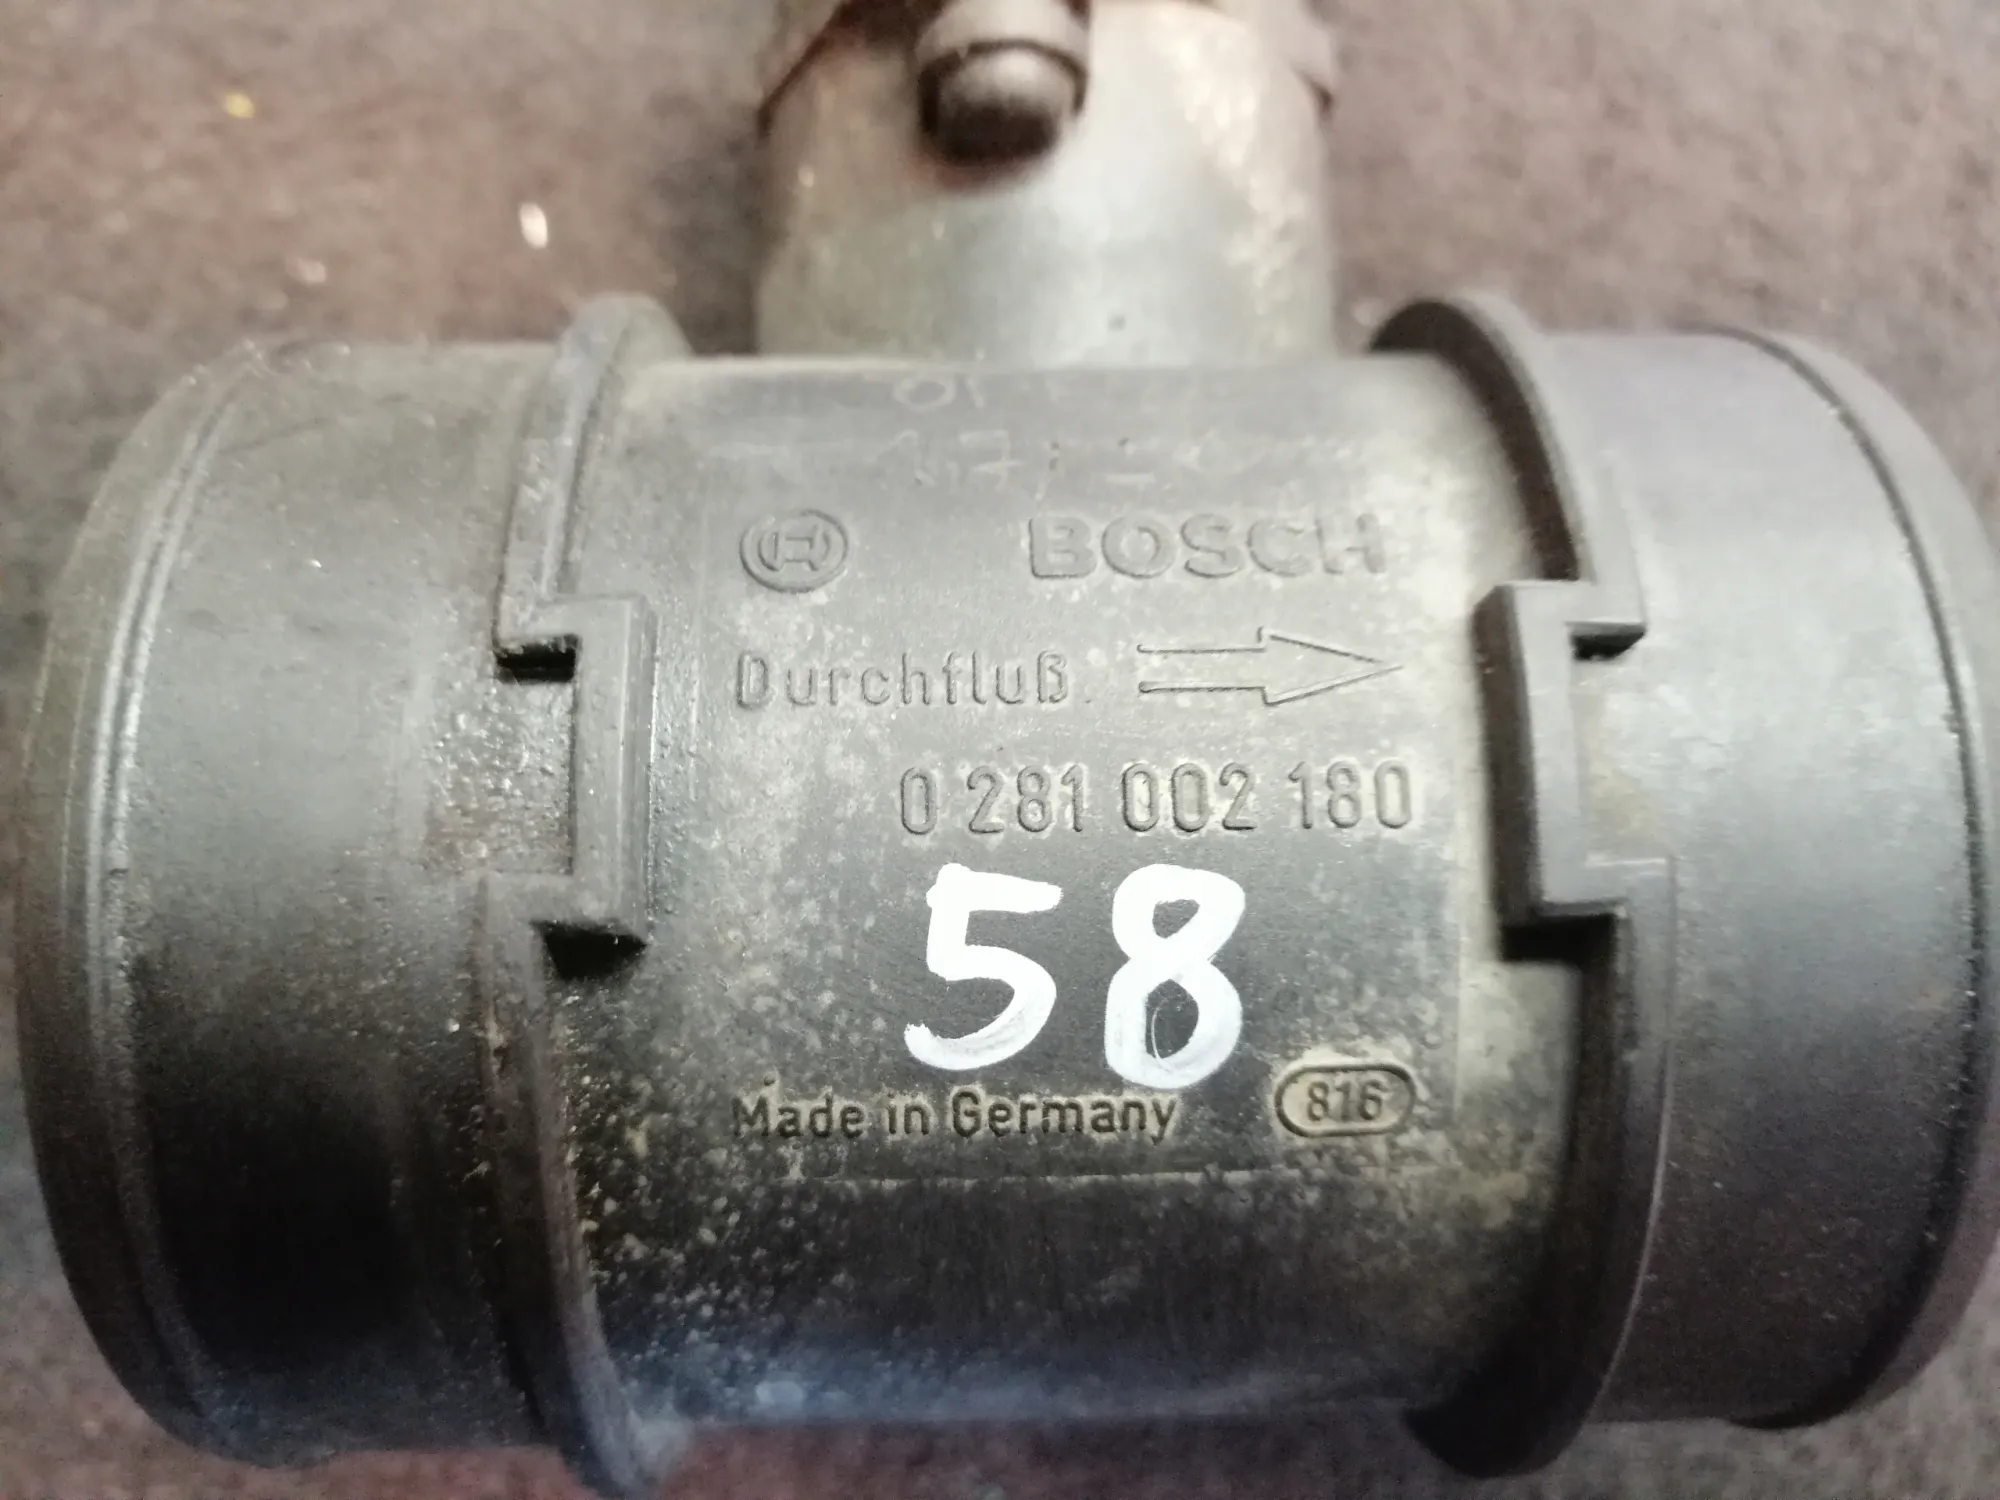 BOSCH
Durchfluß
0 281 002 180
58
Made in Germany 816